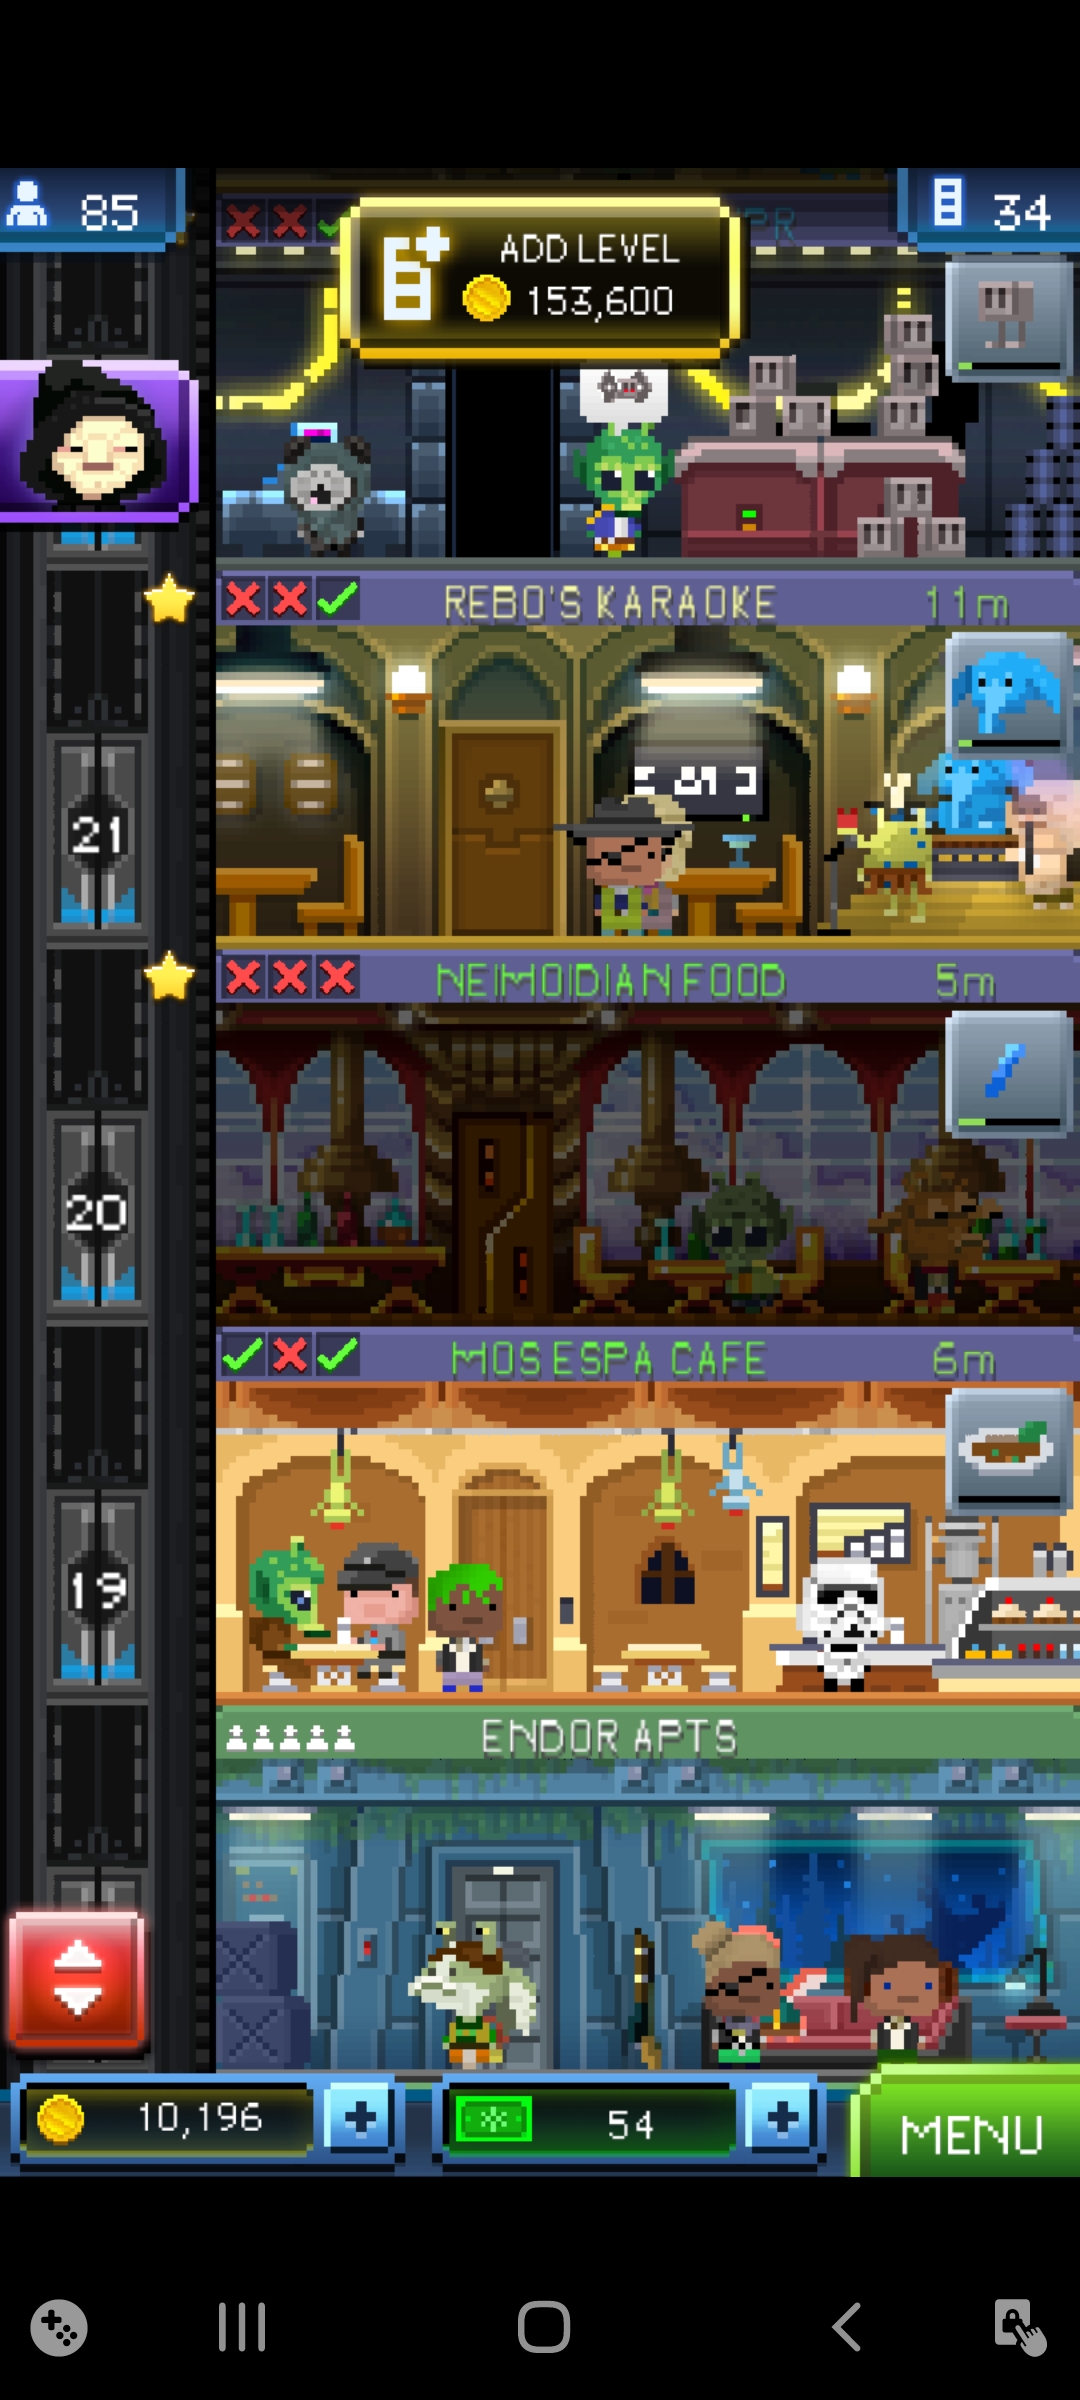 85
PR
34
ADD LEVEL
153,600
REBO'S KARAOKE
11m
21
NEIMOIDIAN FOOD
5m
20
MOS ESPA CAFE
6m
19
ENDOR APTS
10,196
54
MENU